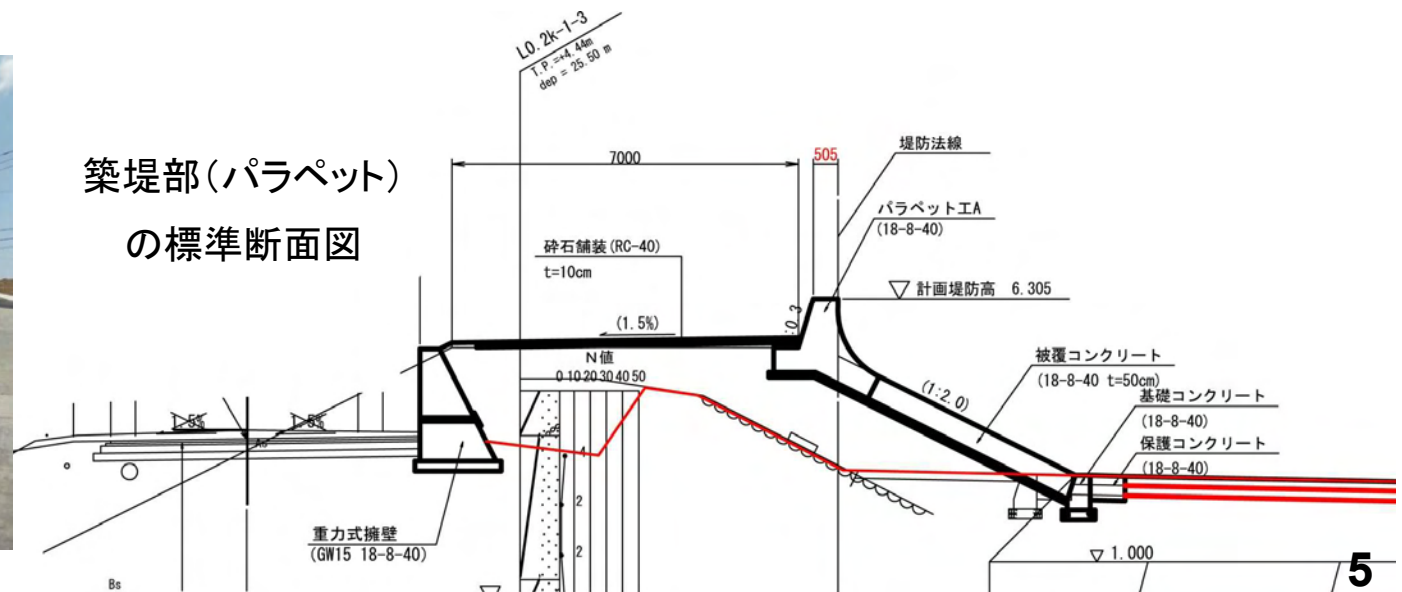 L0.2k-1-3
T.P.=+4.44m
dep = 25.50 m
築堤部(パラペット)
の標準断面図
7000
505
堤防法線
パラペット工A
(18-8-40)
砕石舗装(RC-40)
t=10cm
計画堤防高 6.305
(1.5%)
:0.3
N値
0 10 20 30 40 50
被覆コンクリート
(18-8-40 t=50cm)
(1:2.0)
基礎コンクリート
(18-8-40)
保護コンクリート
(18-8-40)
1.5%
1.5%
As
4
2
2
重力式擁壁
(GW15 18-8-40)
1.000
Bs
5